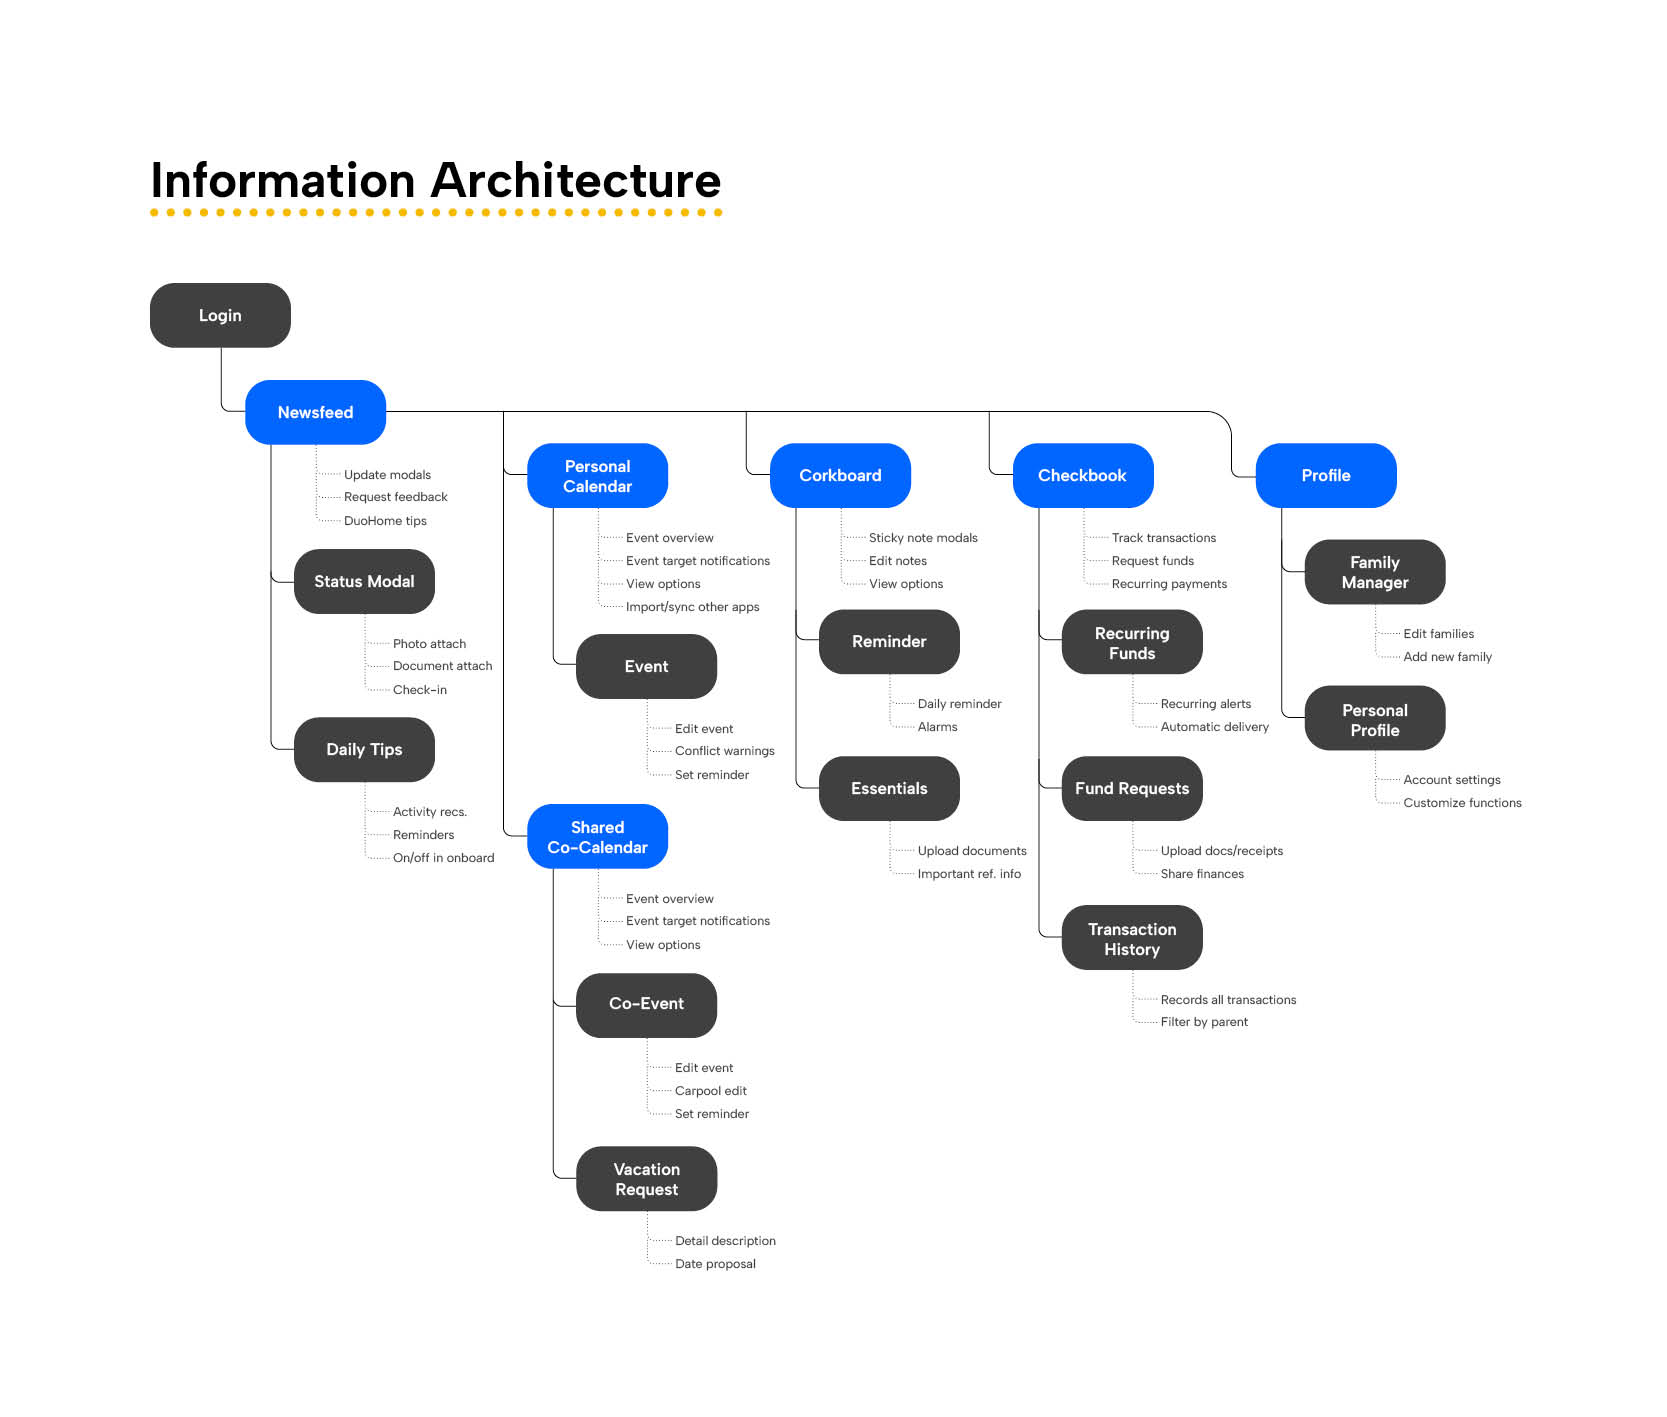 Information Architecture
Login
Newsfeed
Update modals
Request feedback
DuoHome tips
Status Modal
Photo attach
Document attach
Check-in
Daily Tips
Activity recs.
Reminders
On/off in onboard
Personal
Calendar
Event overview
Event target notifications
View options
Import/sync other apps
Event
Edit event
Conflict warnings
Set reminder
Shared
Co-Calendar
Event overview
Event target notifications
View options
Co-Event
Edit event
Carpool edit
Set reminder
Vacation
Request
Detail description
Date proposal
Corkboard
Sticky note modals
Edit notes
View options
Reminder
Daily reminder
Alarms
Essentials
Upload documents
Important ref. info
Checkbook
Track transactions
Request funds
Recurring payments
Recurring
Funds
Recurring alerts
Automatic delivery
Fund Requests
Upload docs/receipts
Share finances
Transaction
History
Records all transactions
Filter by parent
Profile
Family
Manager
Edit families
Add new family
Personal
Profile
Account settings
Customize functions